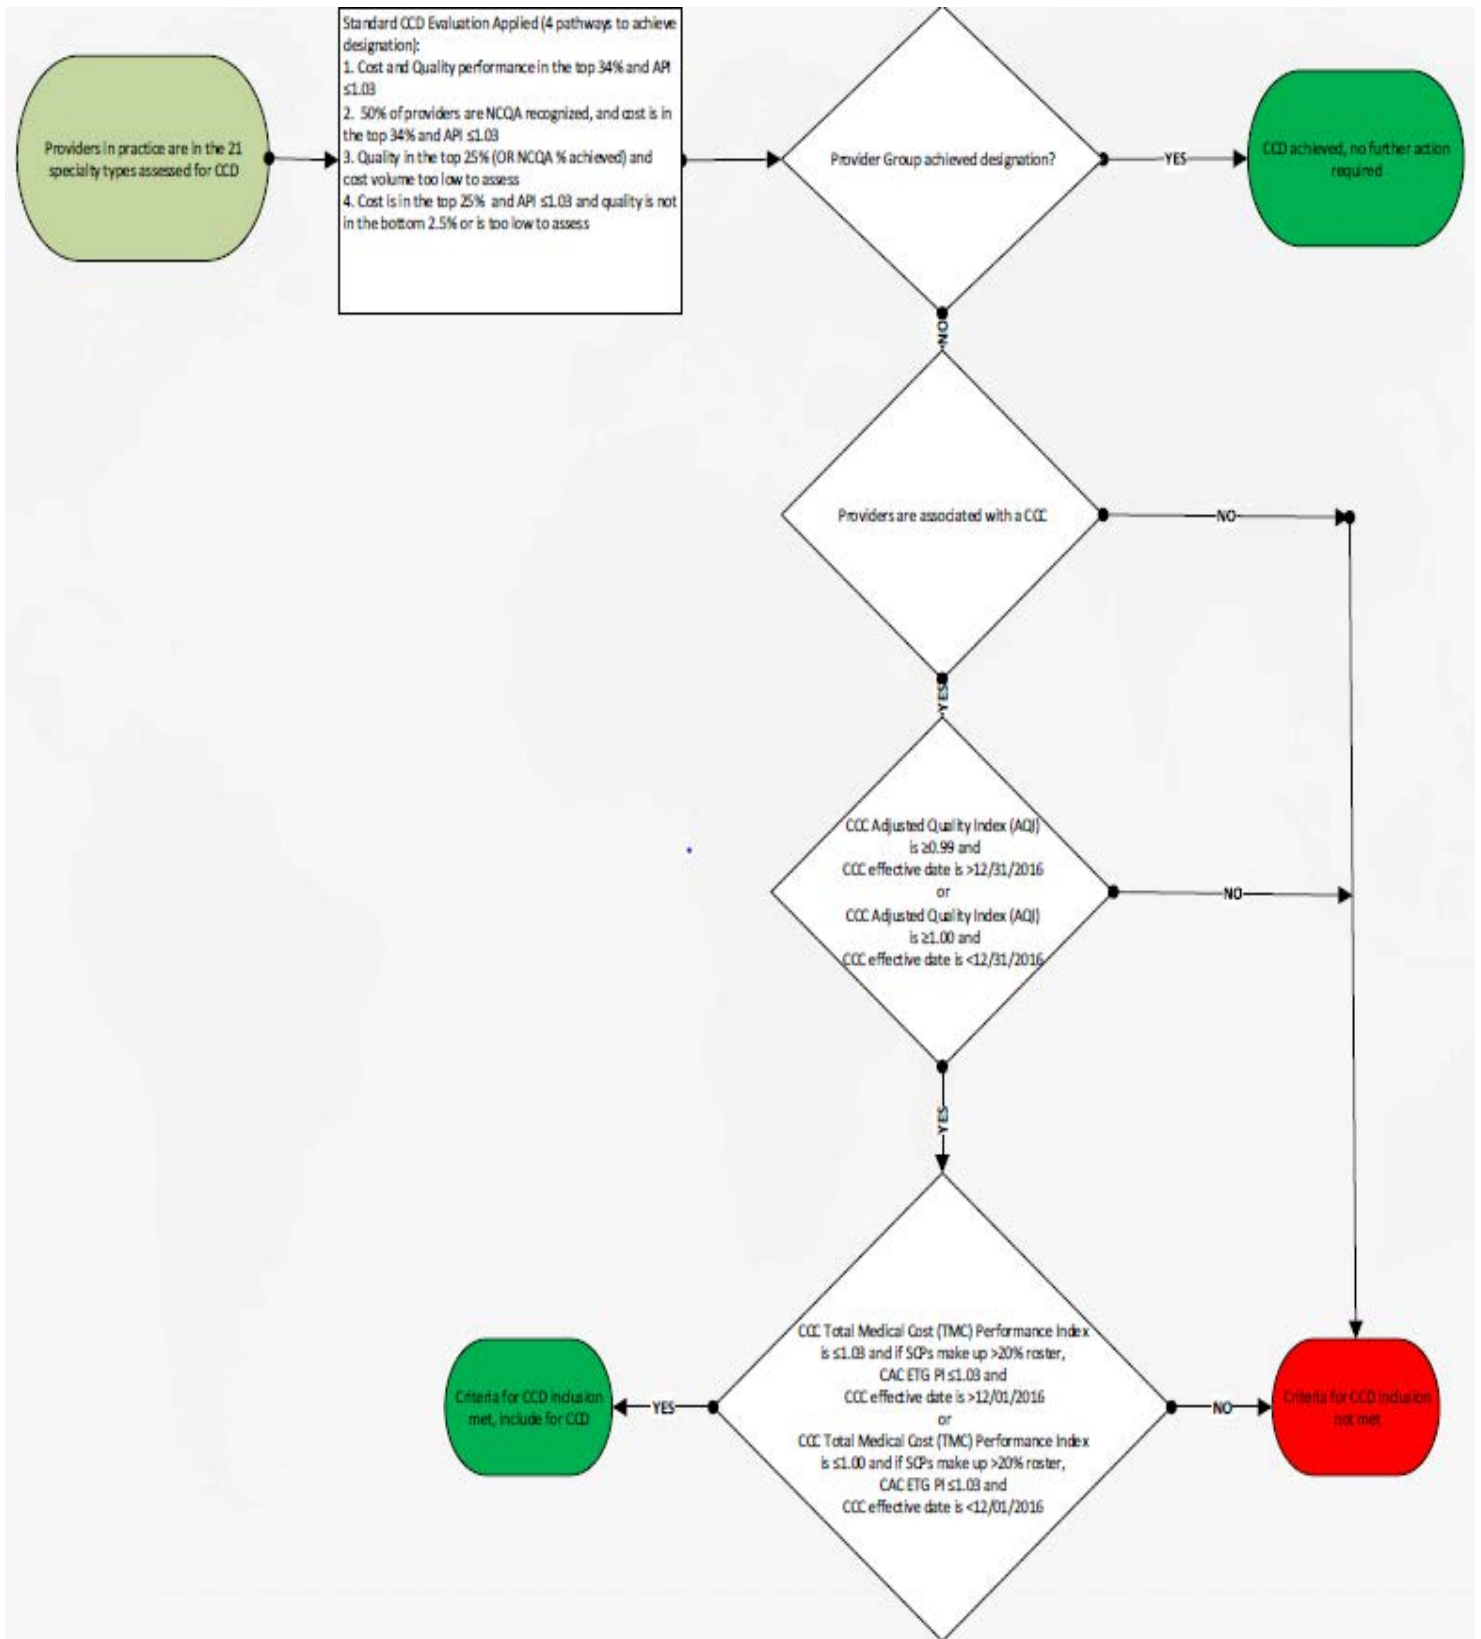 Providers in practice are in the 21
specialty types assessed for CCD
Standard CCD Evaluation Applied (4 pathways to achieve
designation):
1. Cost and Quality performance in the top 34% and API
≤1.03
2. 50% of providers are NCQA recognized, and cost is in
the top 34% and API ≤1.03
3. Quality in the top 25% (OR NCQA % achieved) and
cost volume too low to assess
4. Cost is in the top 25% and API ≤1.03 and quality is not
in the bottom 2.5% or is too low to assess
Provider Group achieved designation?
YES
CCD achieved, no further action
required
NO
Providers are associated with a CCC
NO
YES
CCC Adjusted Quality Index (AQI)
is ≥0.99 and
CCC effective date is >12/31/2016
or
CCC Adjusted Quality Index (AQI)
is ≥1.00 and
CCC effective date is <12/31/2016
NO
YES
CCC Total Medical Cost (TMC) Performance Index
is ≤1.03 and if SCPs make up >20% roster,
CAC ETG PI ≤1.03 and
CCC effective date is >12/01/2016
or
CCC Total Medical Cost (TMC) Performance Index
is ≤1.00 and if SCPs make up >20% roster,
CAC ETG PI ≤1.03 and
CCC effective date is <12/01/2016
YES
Criteria for CCD inclusion
met, include for CCD
NO
Criteria for CCD inclusion
not met